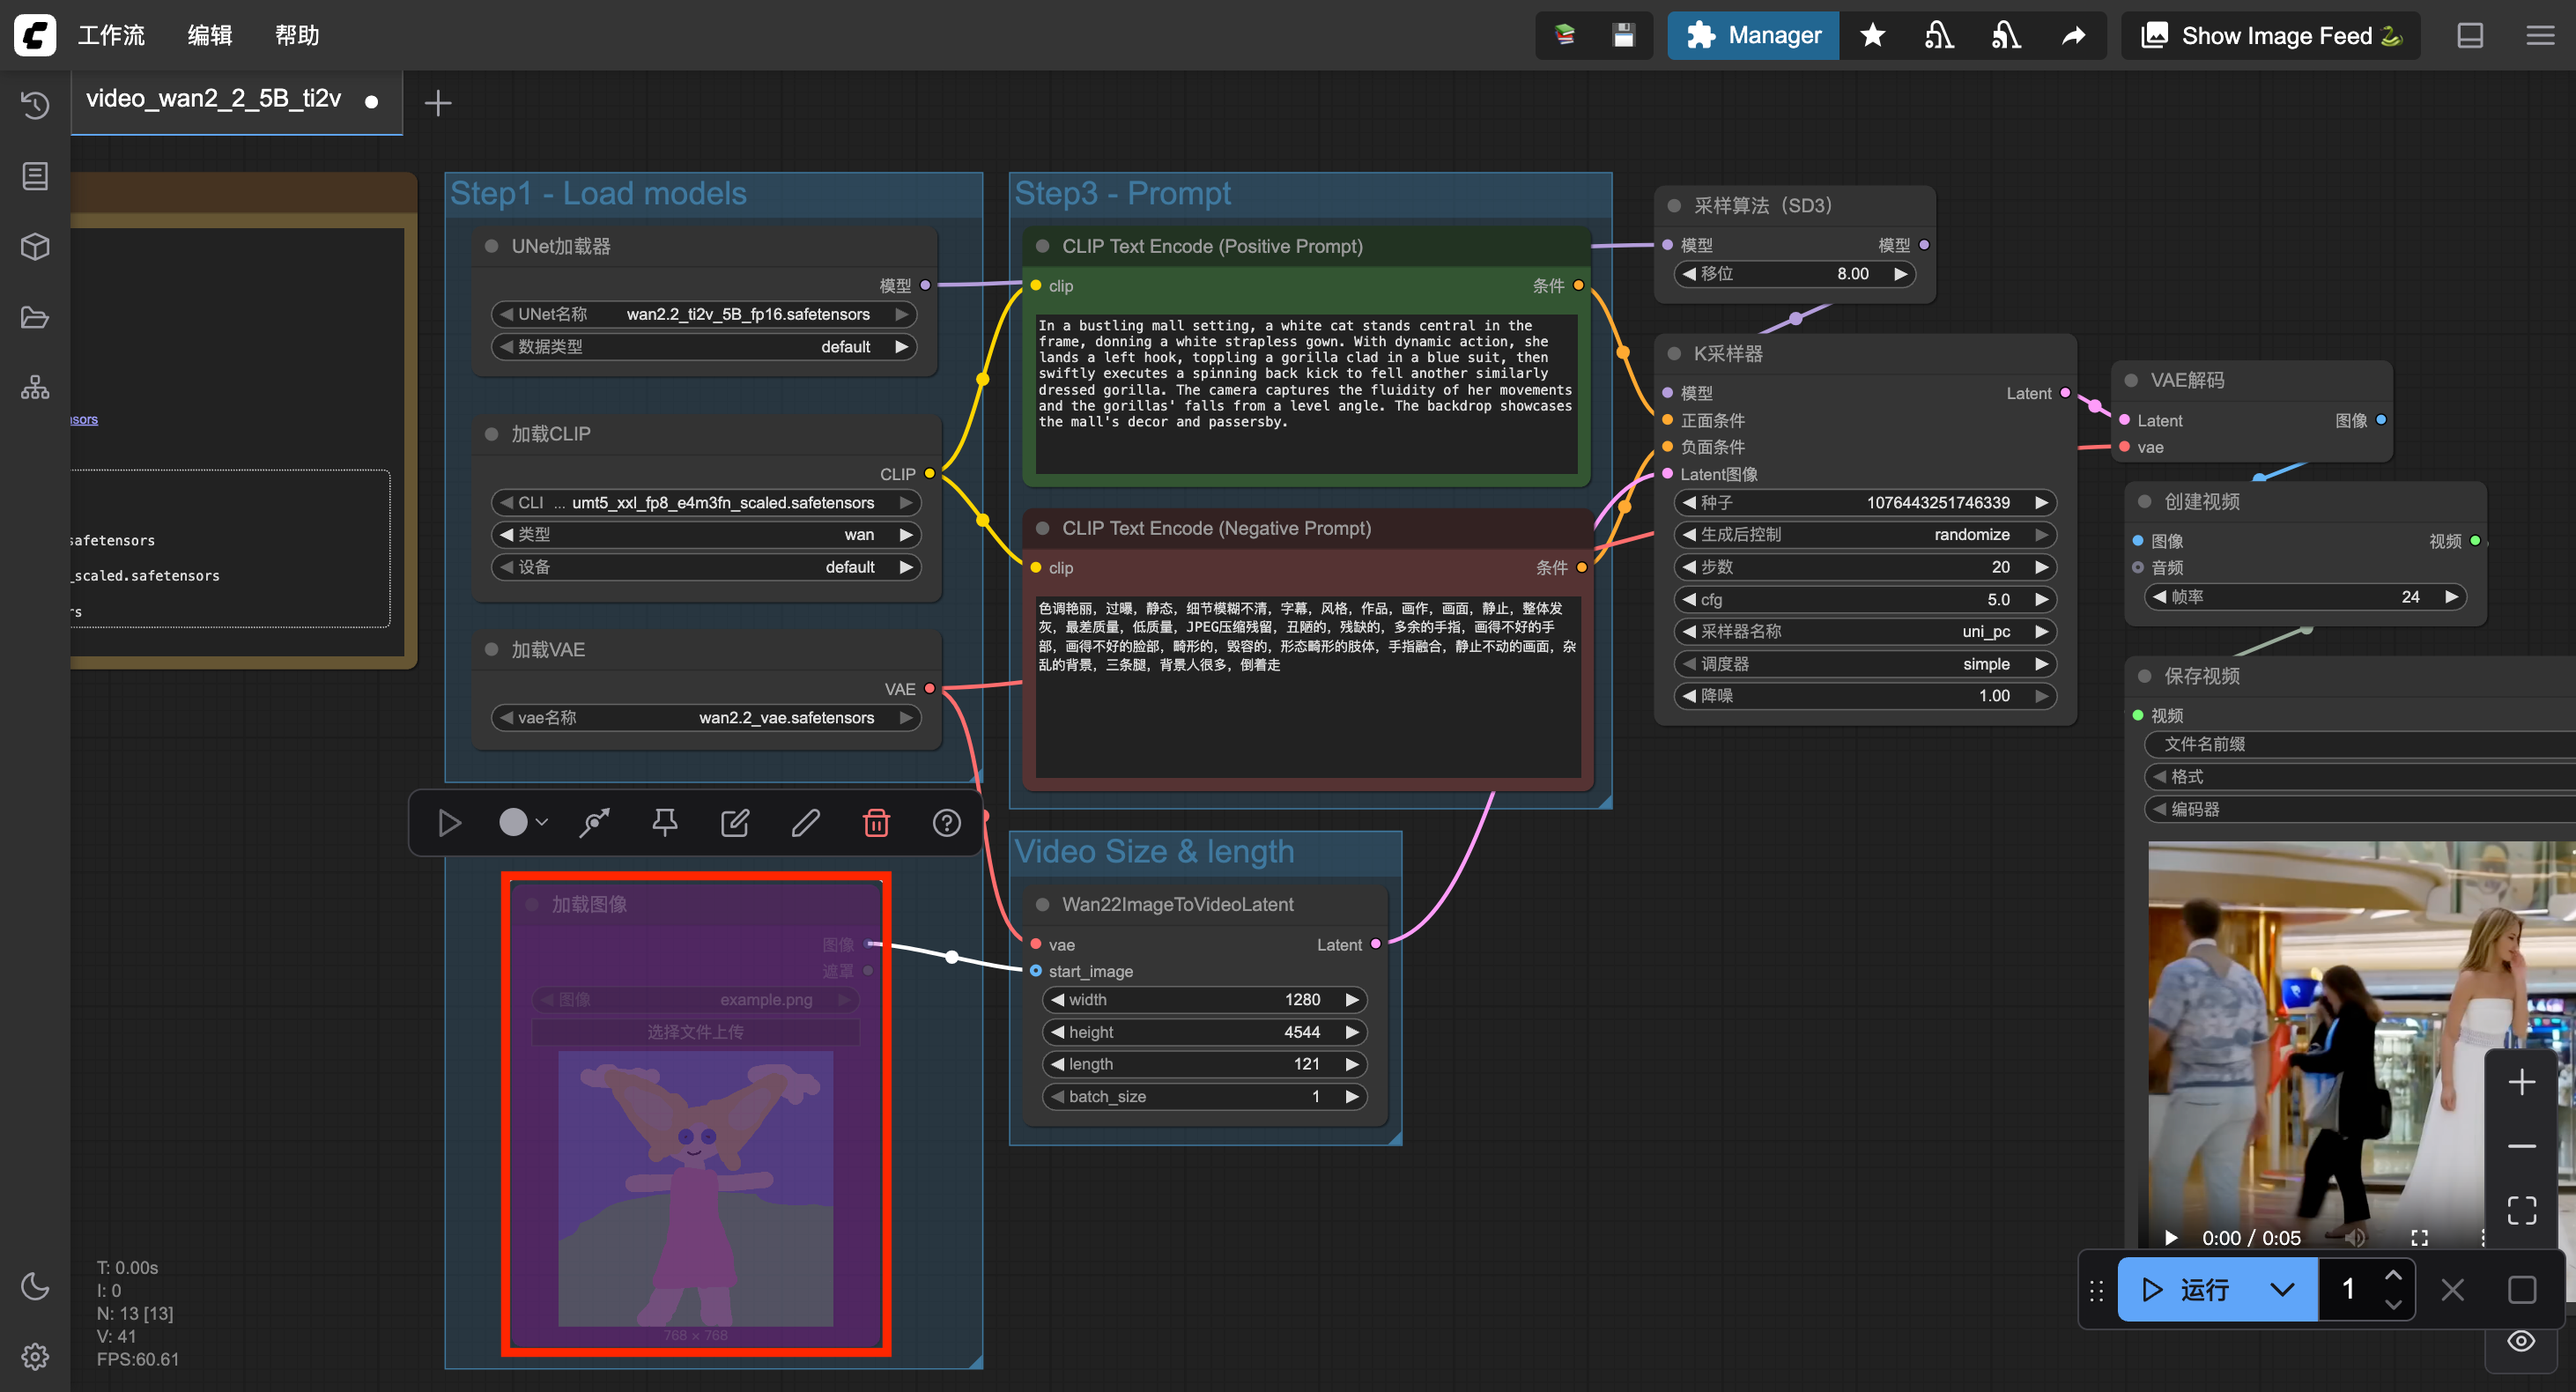 工作流 编辑 帮助
Manager
Show Image Feed
video_wan2_2_5B_ti2v
sors
safetensors
_scaled.safetensors
rs
Step1 - Load models
UNet加载器
模型
UNet名称 wan2.2_ti2v_5B_fp16.safetensors
数据类型 default
加载CLIP
CLIP
CLI ... umt5_xxl_fp8_e4m3fn_scaled.safetensors
类型 wan
设备 default
加载VAE
VAE
vae名称 wan2.2_vae.safetensors
加载图像
图像
遮罩
图像 example.png
选择文件上传
768 × 768
Step3 - Prompt
CLIP Text Encode (Positive Prompt)
clip 条件
In a bustling mall setting, a white cat stands central in the
frame, donning a white strapless gown. With dynamic action, she
lands a left hook, toppling a gorilla clad in a blue suit, then
swiftly executes a spinning back kick to fell another similarly
dressed gorilla. The camera captures the fluidity of her movements
and the gorillas' falls from a level angle. The backdrop showcases
the mall's decor and passersby.
CLIP Text Encode (Negative Prompt)
clip 条件
色调艳丽，过曝，静态，细节模糊不清，字幕，风格，作品，画作，画面，静止，整体发
灰，最差质量，低质量，JPEG压缩残留，丑陋的，残缺的，多余的手指，画得不好的手
部，画得不好的脸部，畸形的，毁容的，形态畸形的肢体，手指融合，静止不动的画面，杂
乱的背景，三条腿，背景人很多，倒着走
Video Size & length
Wan22ImageToVideoLatent
vae Latent
start_image
width 1280
height 4544
length 121
batch_size 1
采样算法（SD3）
模型 模型
移位 8.00
K采样器
模型 Latent
正面条件
负面条件
Latent图像
种子 1076443251746339
生成后控制 randomize
步数 20
cfg 5.0
采样器名称 uni_pc
调度器 simple
降噪 1.00
VAE解码
Latent 图像
vae
创建视频
图像 视频
音频
帧率 24
保存视频
视频
文件名前缀
格式
编码器
0:00 / 0:05
运行 1
T: 0.00s
I: 0
N: 13 [13]
V: 41
FPS:60.61